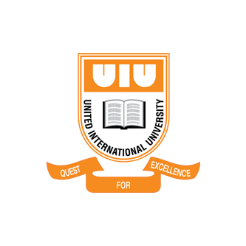 UIU
UNITED INTERNATIONAL UNIVERSITY
QUEST
FOR
EXCELLENCE